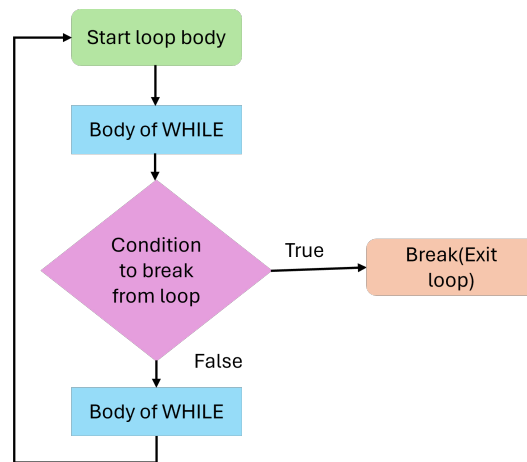 Start loop body
Body of WHILE
Condition
to break
from loop
True
Break(Exit
loop)
False
Body of WHILE